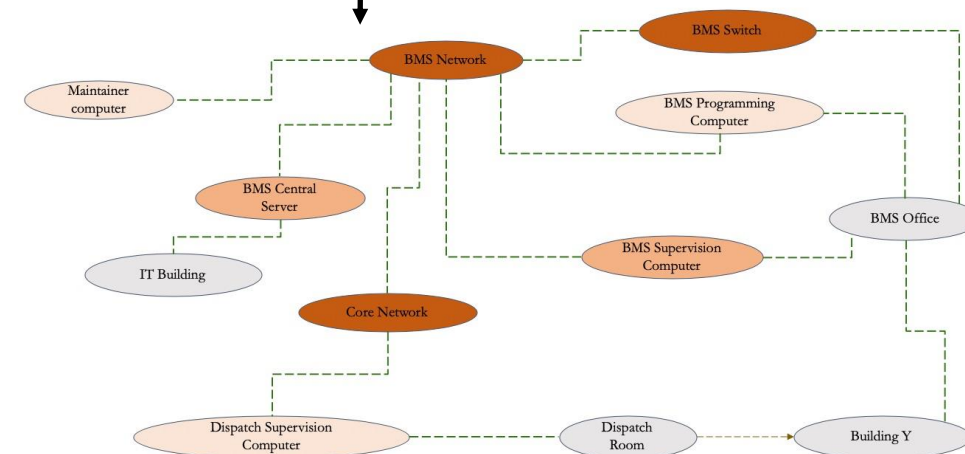 BMS Switch
BMS Network
Maintainer
computer
BMS Programming
Computer
BMS Central
Server
BMS Office
BMS Supervision
Computer
IT Building
Core Network
Dispatch Supervision
Computer
Dispatch
Room
Building Y